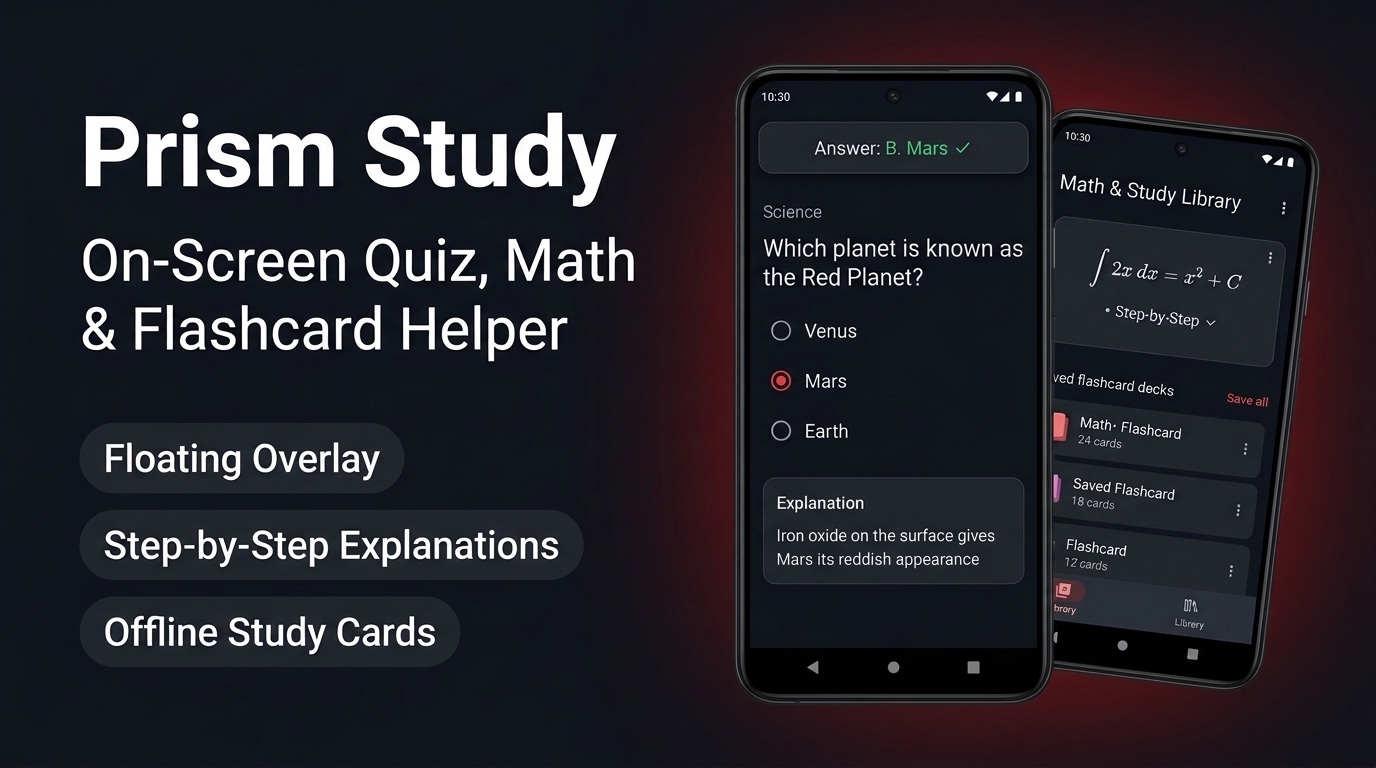 Prism Study
On-Screen Quiz, Math
& Flashcard Helper
Floating Overlay
Step-by-Step Explanations
Offline Study Cards
10:30
Answer: B. Mars ✓
Science
Which planet is known as
the Red Planet?
Venus
Mars
Earth
Explanation
Iron oxide on the surface gives
Mars its reddish appearance
10:30
Math & Study Library
∫ 2x dx = x² + C
• Step-by-Step
ved flashcard decks
Save all
Math· Flashcard
24 cards
Saved Flashcard
18 cards
Flashcard
12 cards
brory
Librery